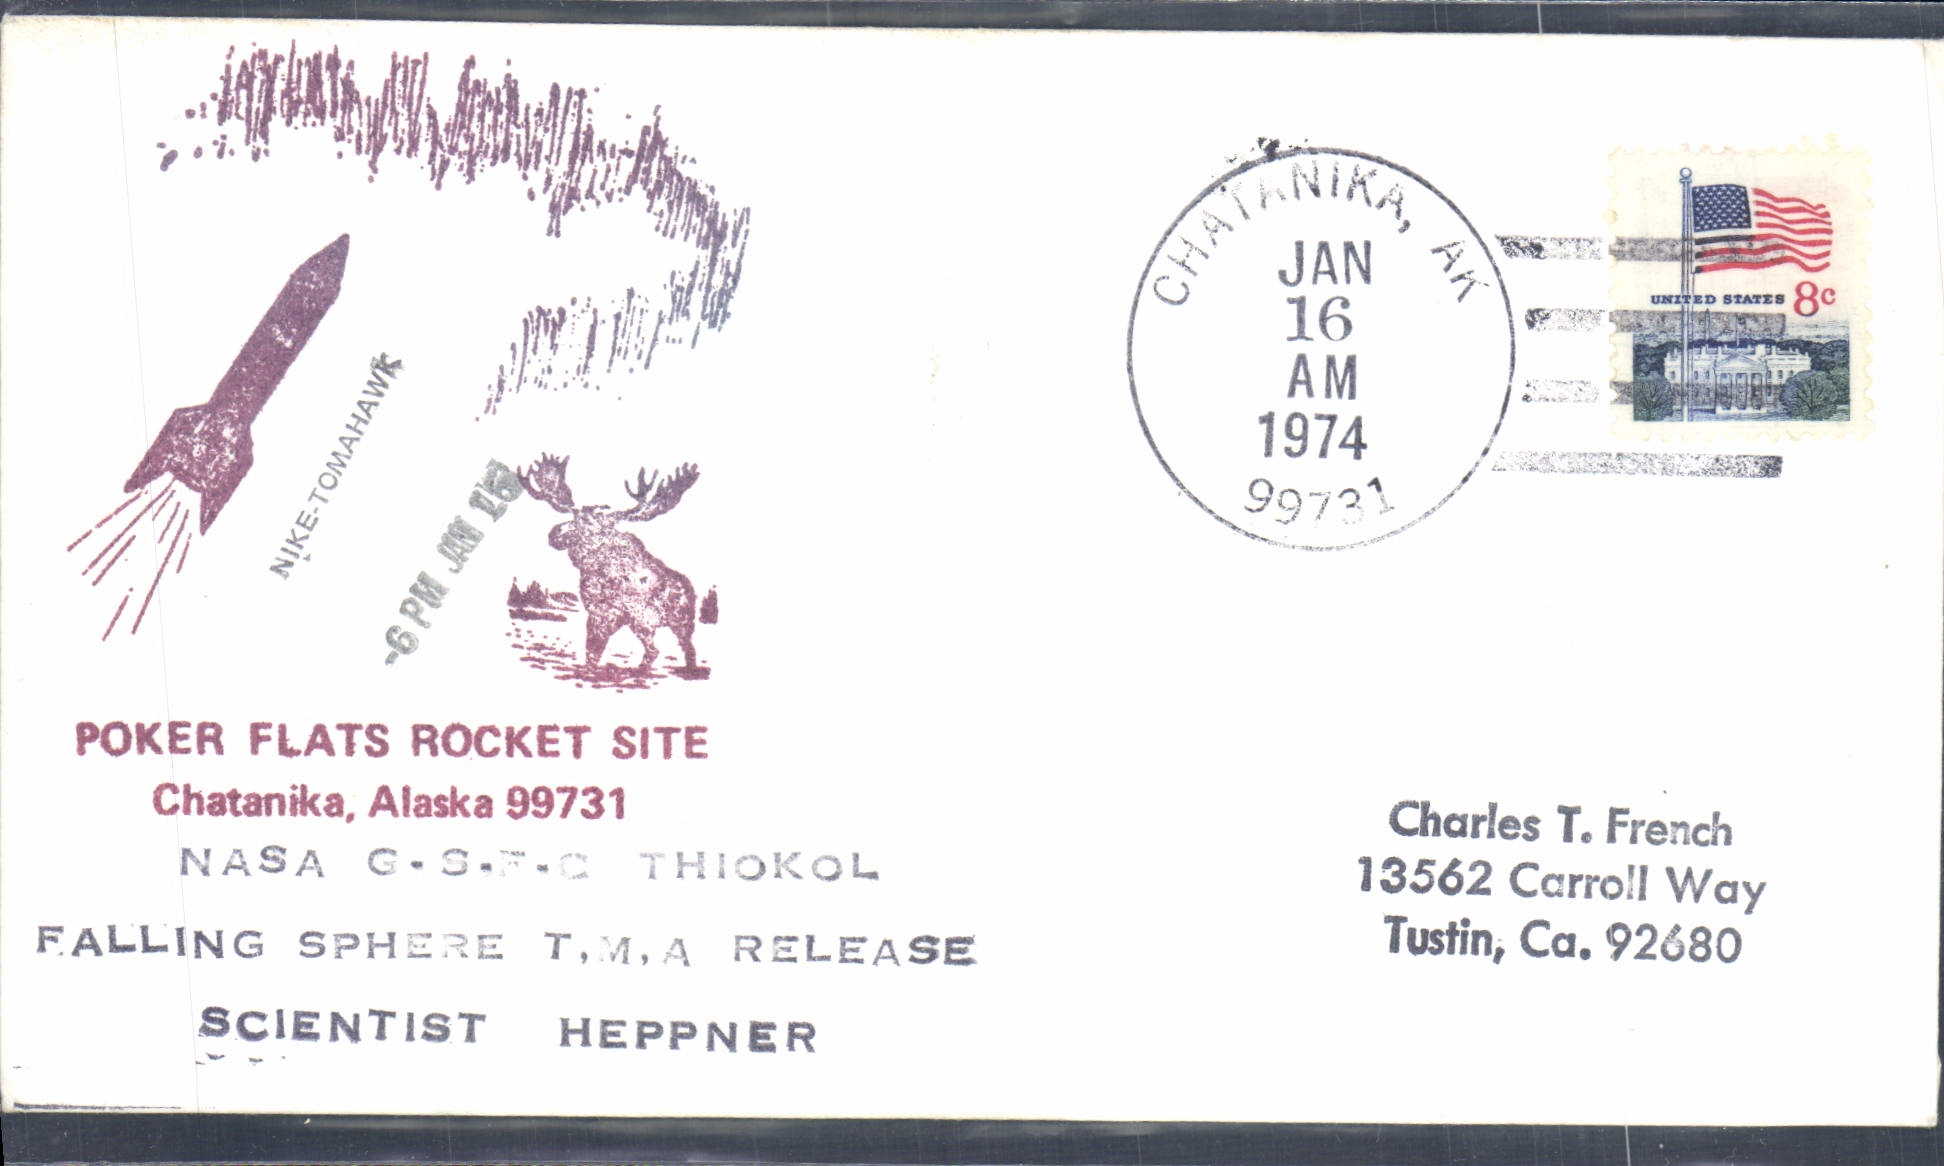 NIKE-TOMAHAWK
-6 PM JAN 16
POKER FLATS ROCKET SITE
Chatanika, Alaska 99731
NASA G-S.F-C THIOKOL
FALLING SPHERE T,M,A RELEASE
SCIENTIST HEPPNER
CHATANIKA, AK
JAN
16
AM
1974
99731
UNITED STATES 8c
Charles T. French
13562 Carroll Way
Tustin, Ca. 92680